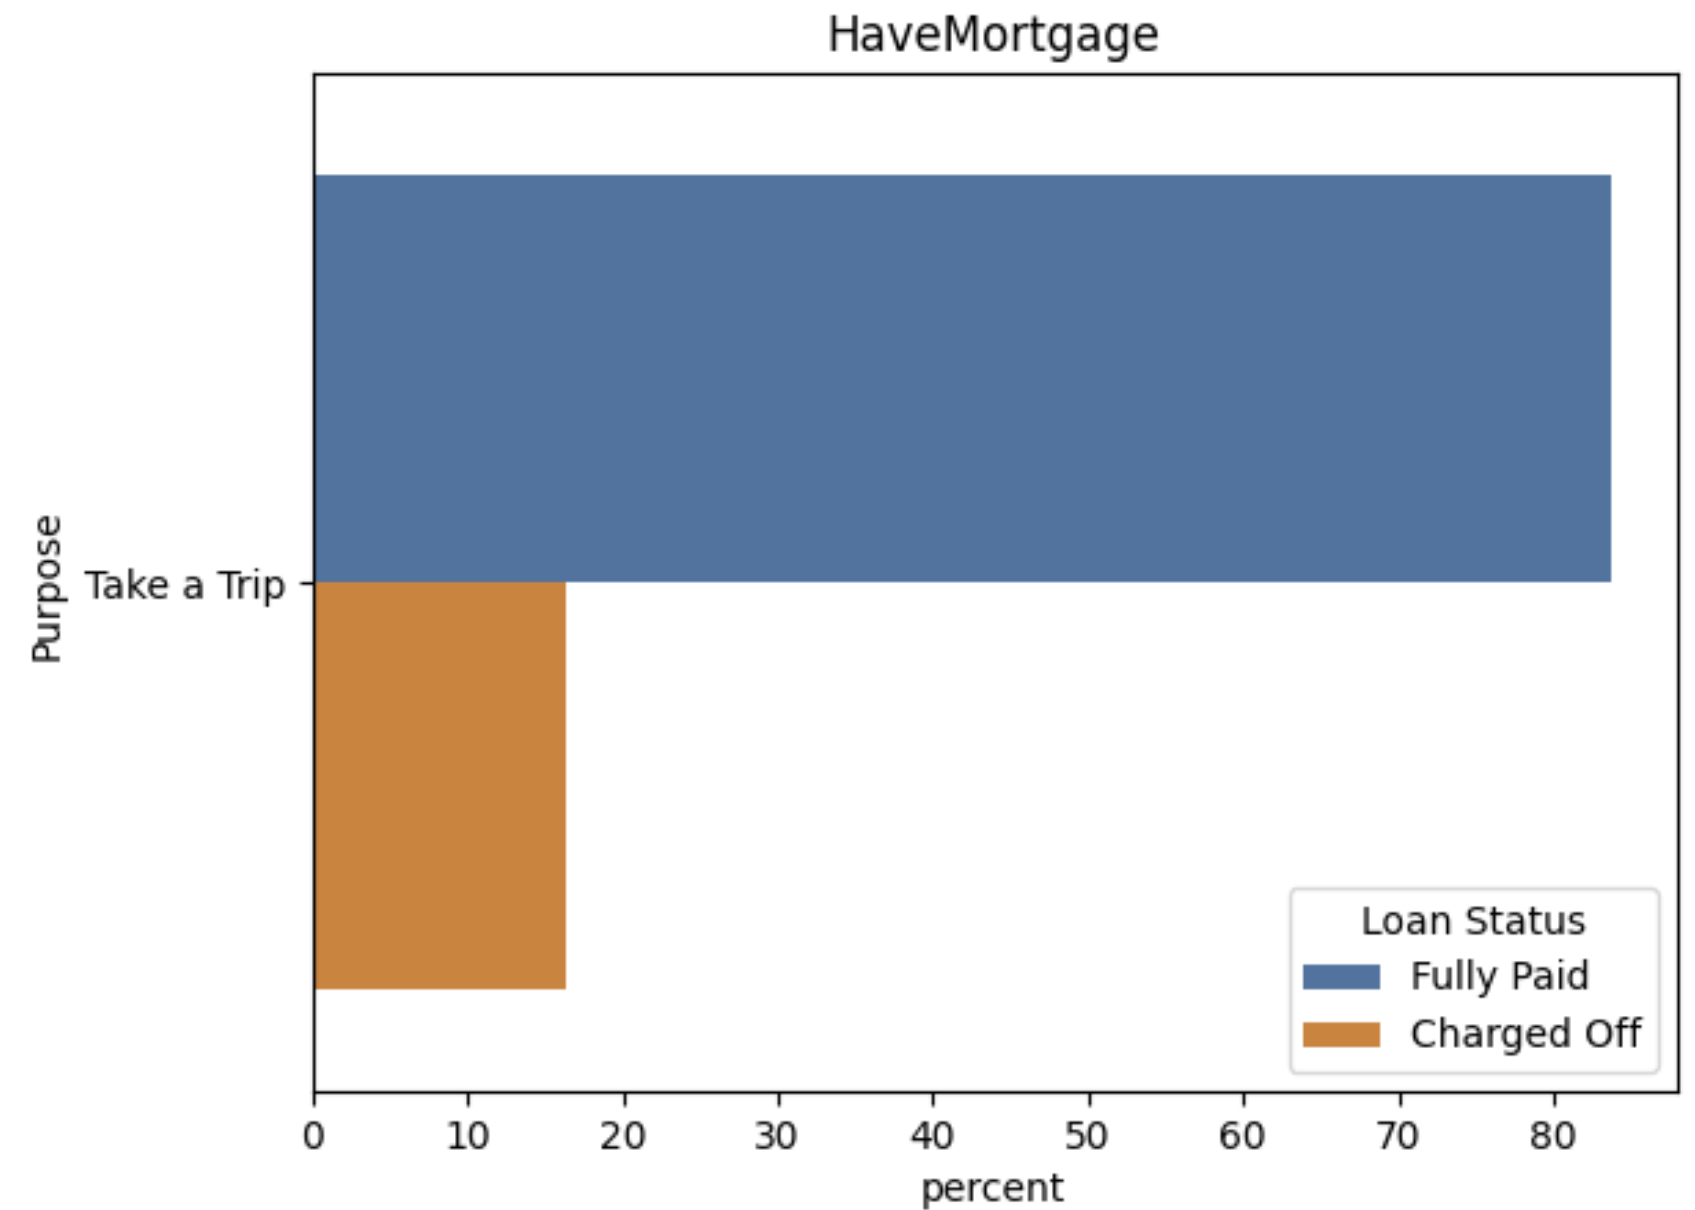 HaveMortgage
Purpose
Take a Trip
Loan Status
Fully Paid
Charged Off
0 10 20 30 40 50 60 70 80
percent